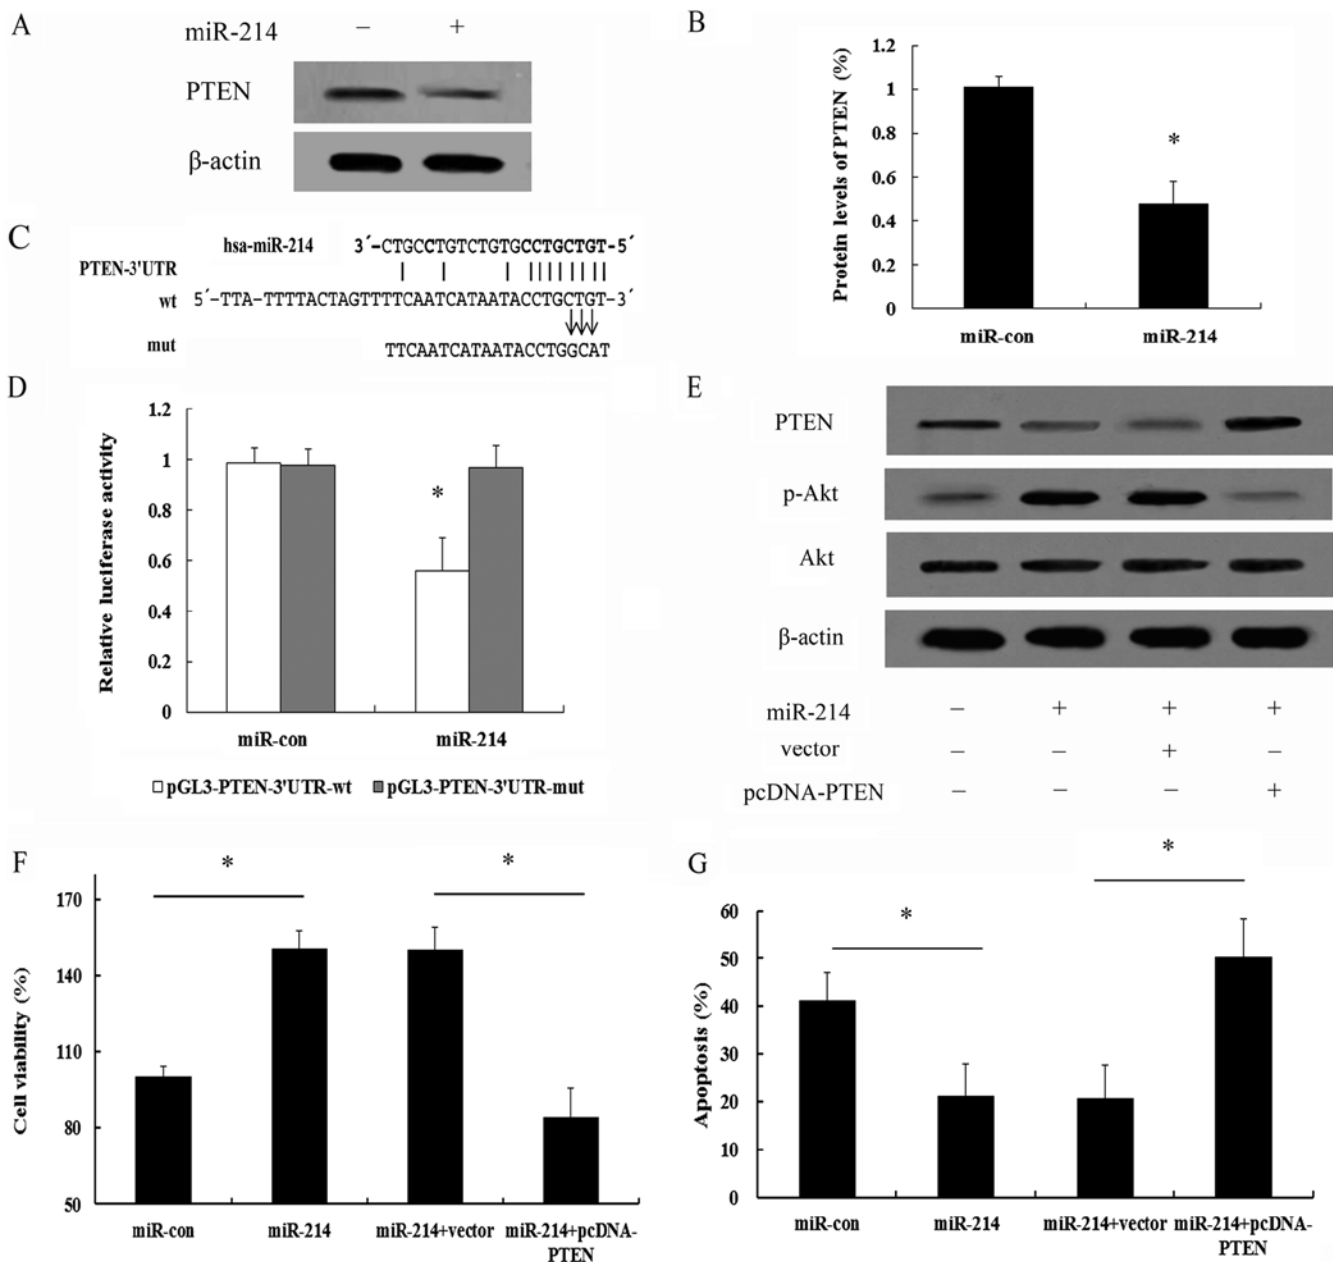 A
miR-214 – +
PTEN
β-actin
B
Protein levels of PTEN (%)
1.2
1
0.8
0.6
0.4
0.2
0
*
miR-con miR-214
C
hsa-miR-214 3´-CTGCCTGTCTGTGCCTGCTGT-5´
PTEN-3'UTR
wt 5´-TTA-TTTTACTAGTTTTCAATCATAATACCTGCTGT-3´
mut TTCAATCATAATACCTGGCAT
D
Relative luciferase activity
1.2
1
0.8
0.6
0.4
0.2
0
*
miR-con miR-214
pGL3-PTEN-3'UTR-wt pGL3-PTEN-3'UTR-mut
E
PTEN
p-Akt
Akt
β-actin
miR-214 – + + +
vector – – + –
pcDNA-PTEN – – – +
F
Cell viability (%)
170
140
110
80
50
* *
miR-con miR-214 miR-214+vector miR-214+pcDNA-
PTEN
G
Apoptosis (%)
60
50
40
30
20
10
0
* *
miR-con miR-214 miR-214+vector miR-214+pcDNA-
PTEN